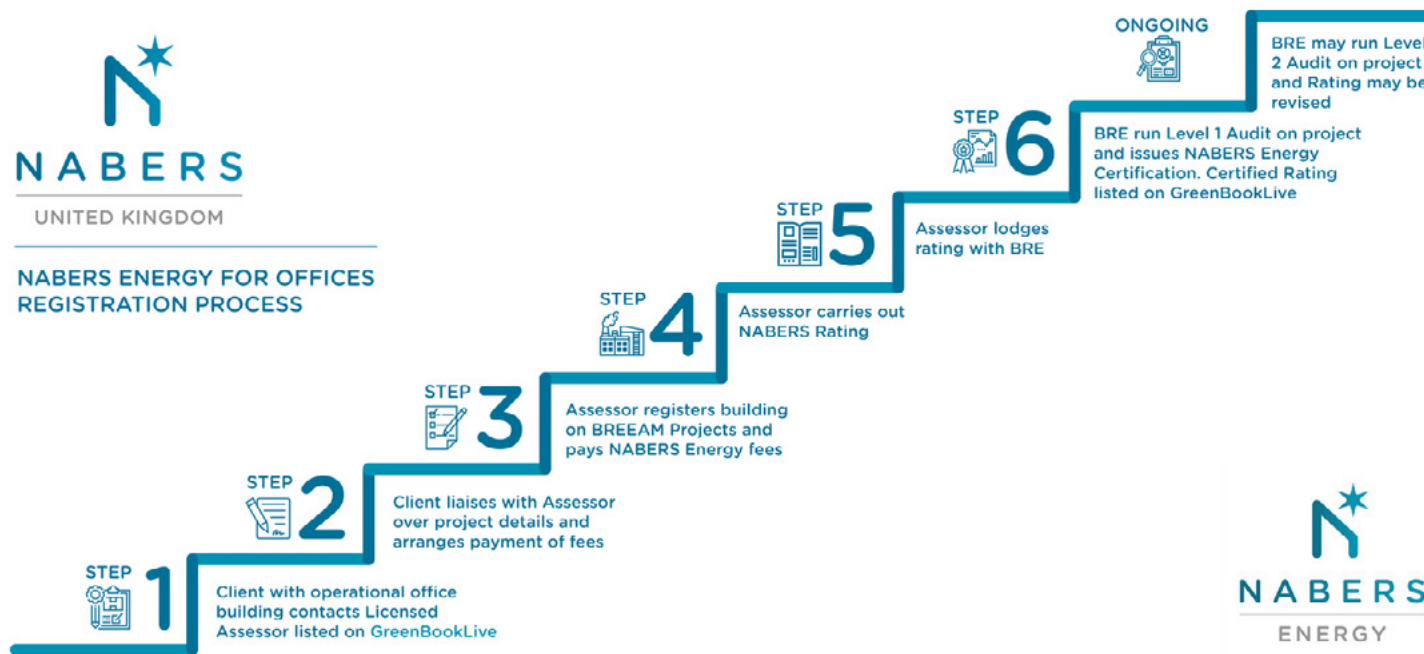 NABERS
UNITED KINGDOM
NABERS ENERGY FOR OFFICES
REGISTRATION PROCESS
STEP 1
Client with operational office
building contacts Licensed
Assessor listed on GreenBookLive
STEP 2
Client liaises with Assessor
over project details and
arranges payment of fees
STEP 3
Assessor registers building
on BREEAM Projects and
pays NABERS Energy fees
STEP 4
Assessor carries out
NABERS Rating
STEP 5
Assessor lodges
rating with BRE
STEP 6
BRE run Level 1 Audit on project
and issues NABERS Energy
Certification. Certified Rating
listed on GreenBookLive
ONGOING
BRE may run Level
2 Audit on project
and Rating may be
revised
NABERS
ENERGY